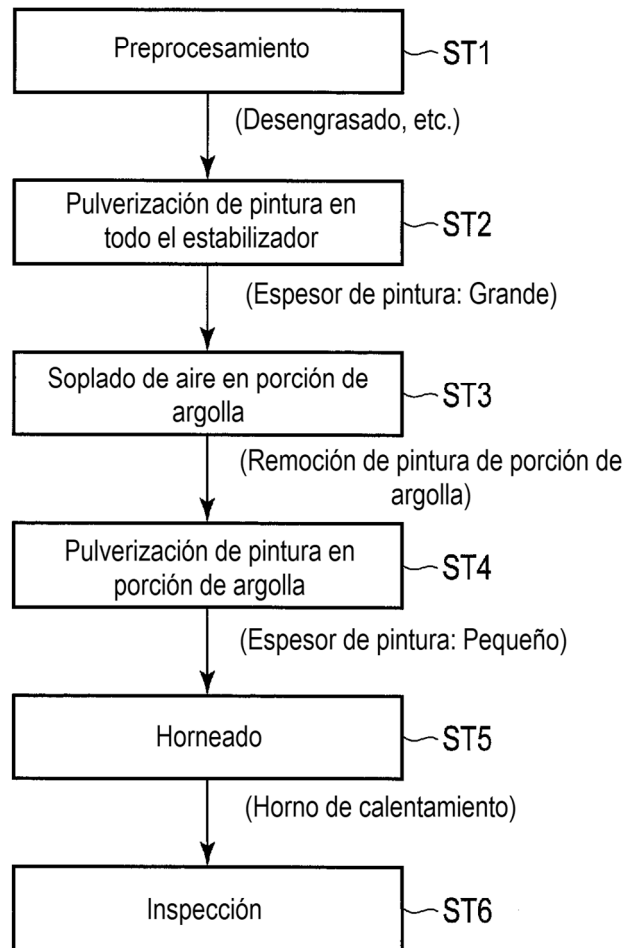 Preprocesamiento
ST1
(Desengrasado, etc.)
Pulverización de pintura en
todo el estabilizador
ST2
(Espesor de pintura: Grande)
Soplado de aire en porción de
argolla
ST3
(Remoción de pintura de porción de
argolla)
Pulverización de pintura en
porción de argolla
ST4
(Espesor de pintura: Pequeño)
Horneado
ST5
(Horno de calentamiento)
Inspección
ST6